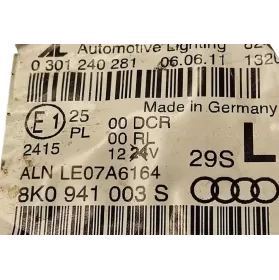 AL Automotive Lighting
0 301 240 281 06.06.11 132
Made in Germany
E1 25 00 DCR
PL 00 RL
2415 12 24V
29S L
ALN LE07A6164
8K0 941 003 S